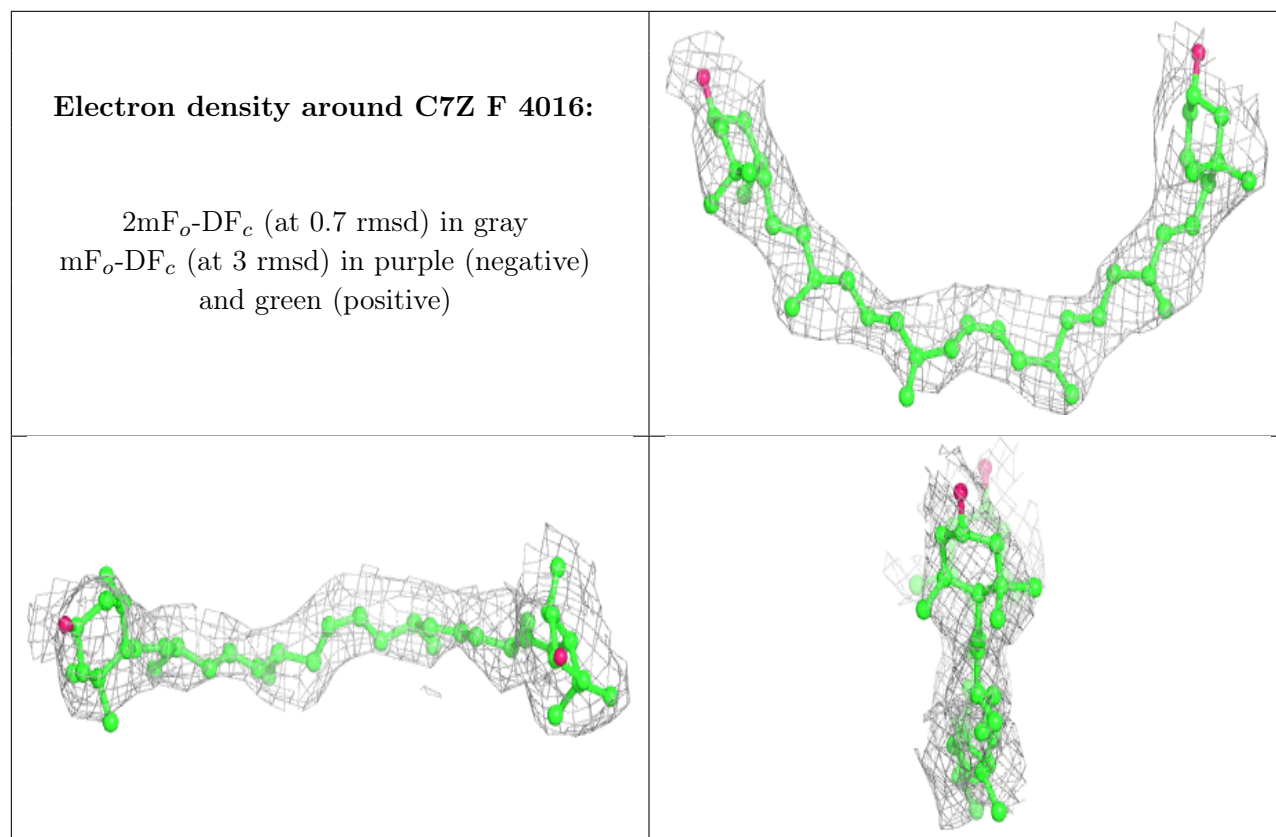 Electron density around C7Z F 4016:
2mFₒ-DF𝒸 (at 0.7 rmsd) in gray
mFₒ-DF𝒸 (at 3 rmsd) in purple (negative)
and green (positive)